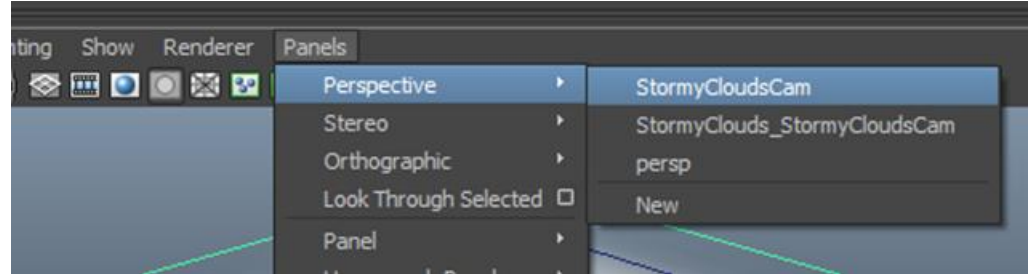 Show Renderer Panels
Perspective
StormyCloudsCam
Stereo
StormyClouds_StormyCloudsCam
Orthographic
persp
Look Through Selected
New
Panel